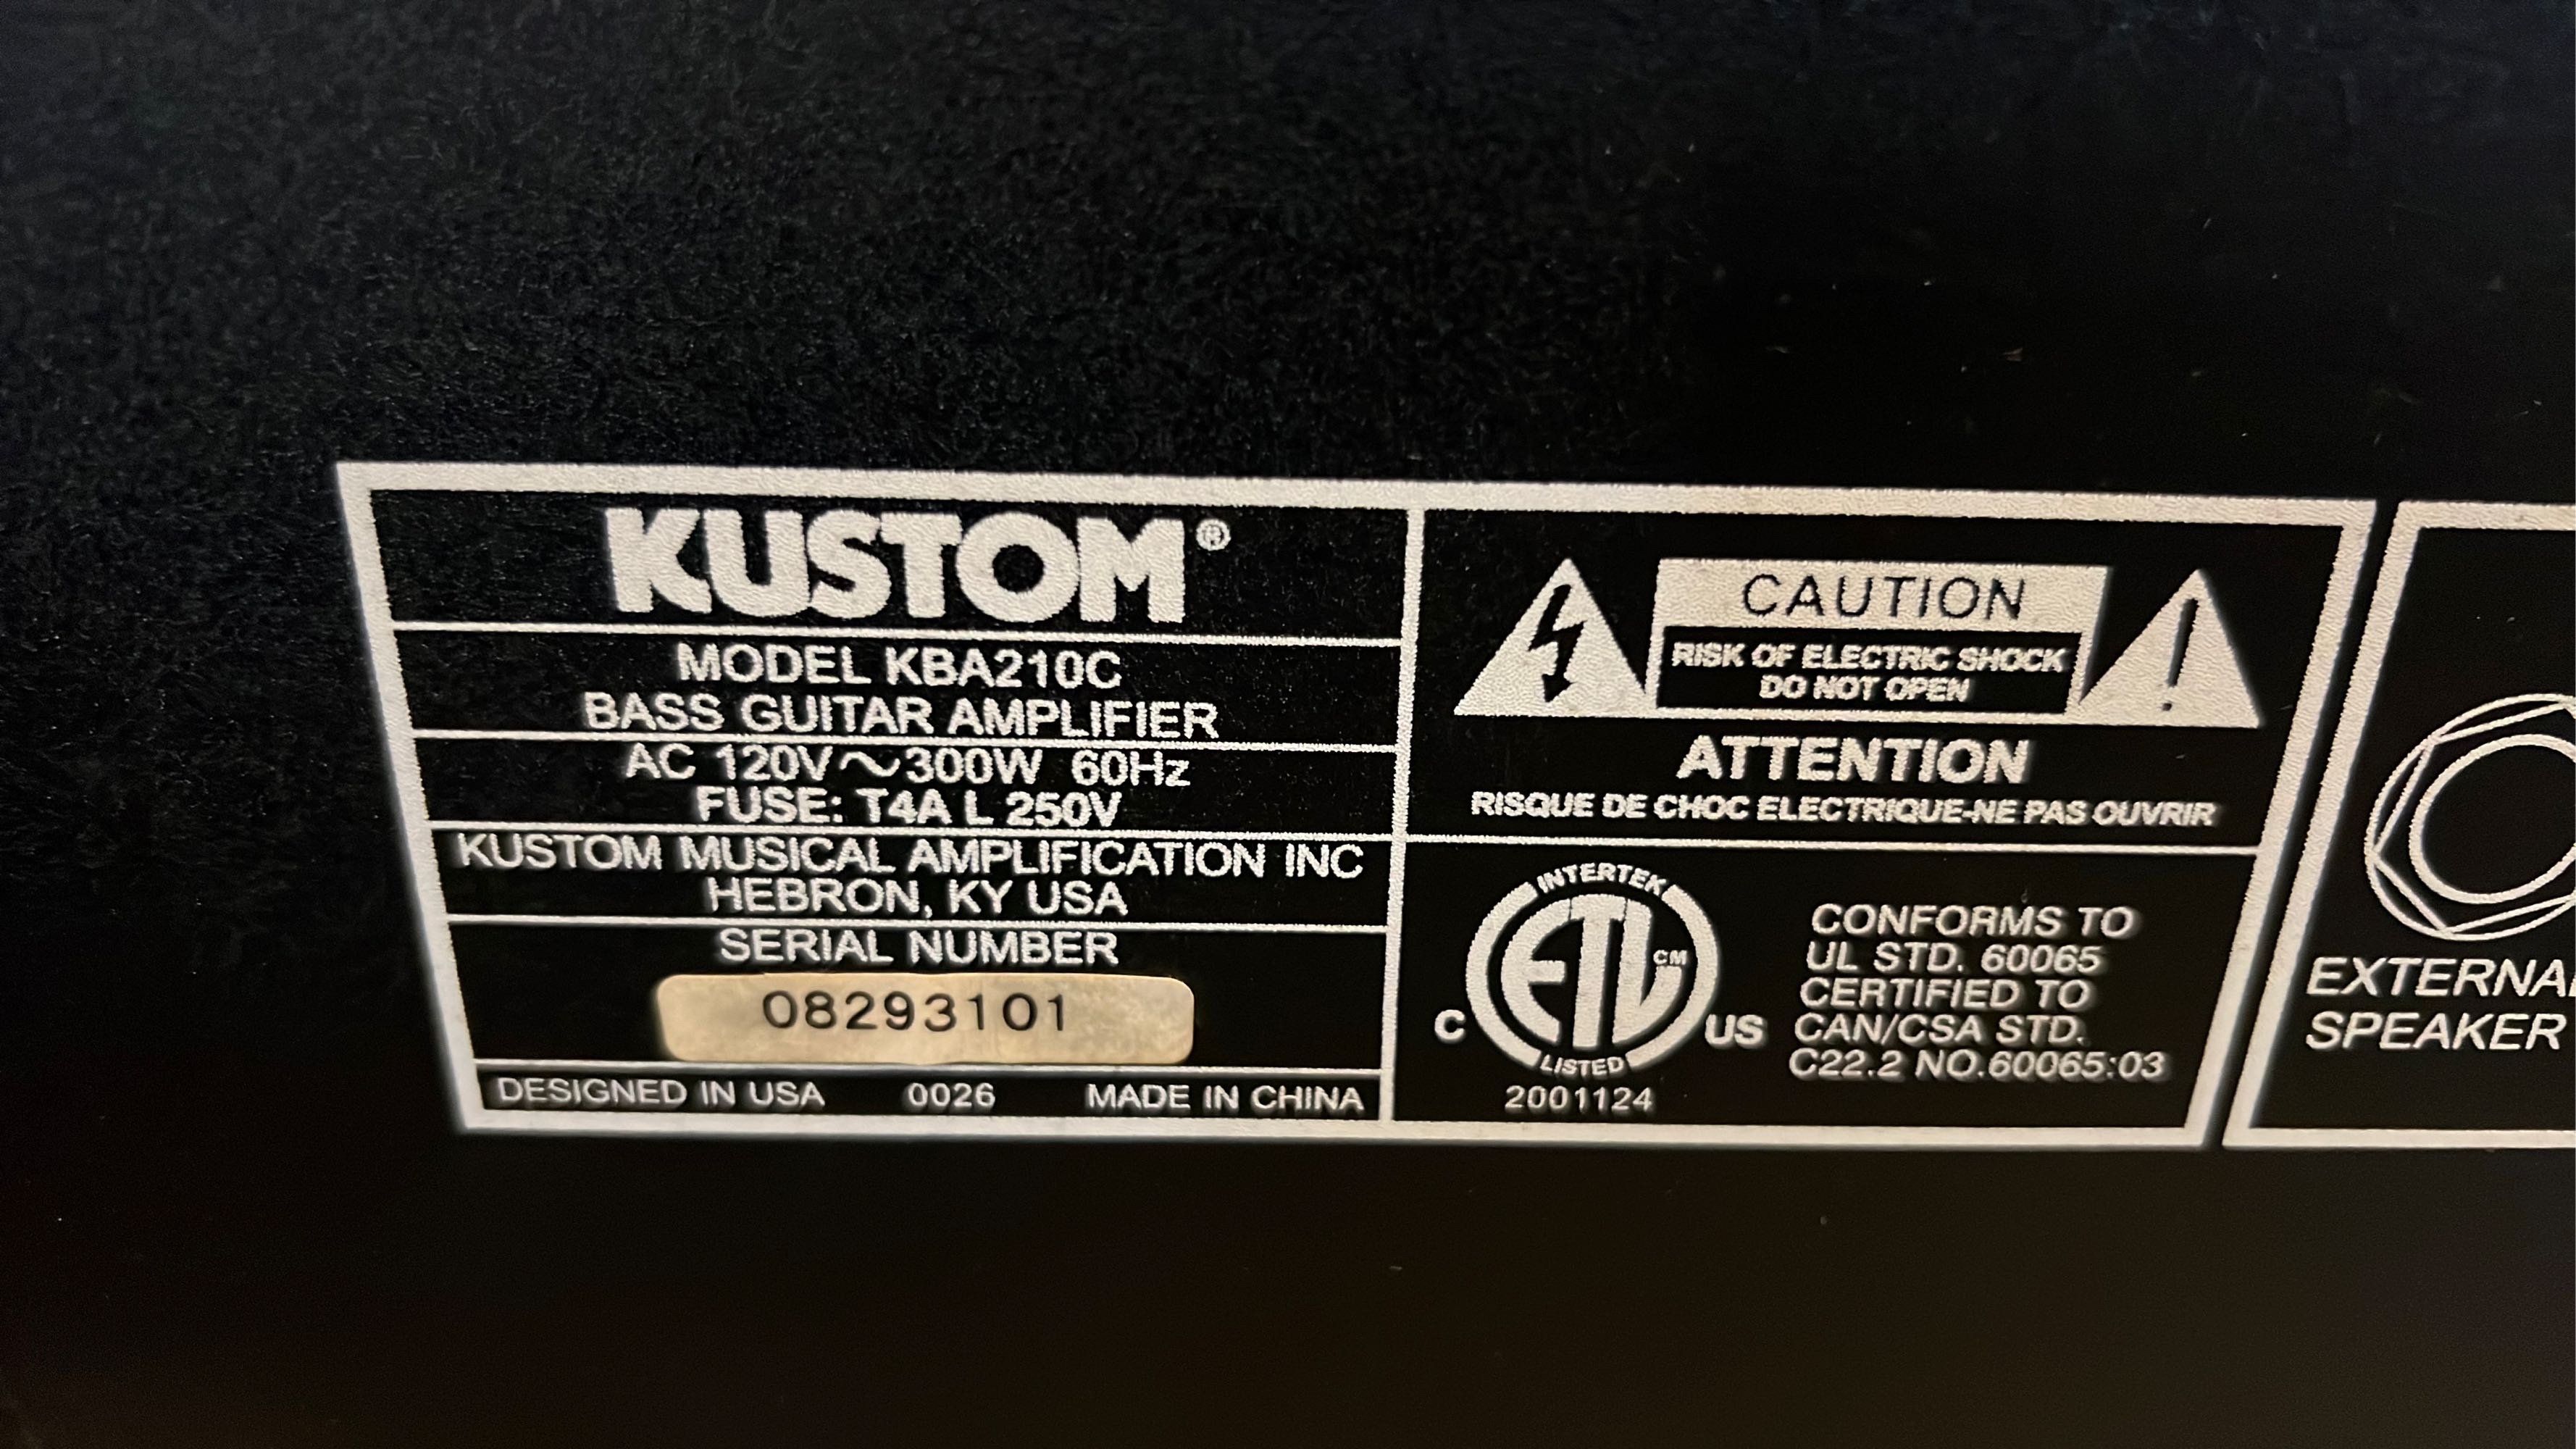 KUSTOM®
MODEL KBA210C
BASS GUITAR AMPLIFIER
AC 120V～300W 60Hz
FUSE: T4A L 250V
KUSTOM MUSICAL AMPLIFICATION INC
HEBRON, KY USA
SERIAL NUMBER
08293101
DESIGNED IN USA 0026 MADE IN CHINA
CAUTION
RISK OF ELECTRIC SHOCK
DO NOT OPEN
ATTENTION
RISQUE DE CHOC ELECTRIQUE-NE PAS OUVRIR
INTERTEK
ETL CM
C US
LISTED
2001124
CONFORMS TO
UL STD. 60065
CERTIFIED TO
CAN/CSA STD.
C22.2 NO.60065:03
EXTERNAL
SPEAKER